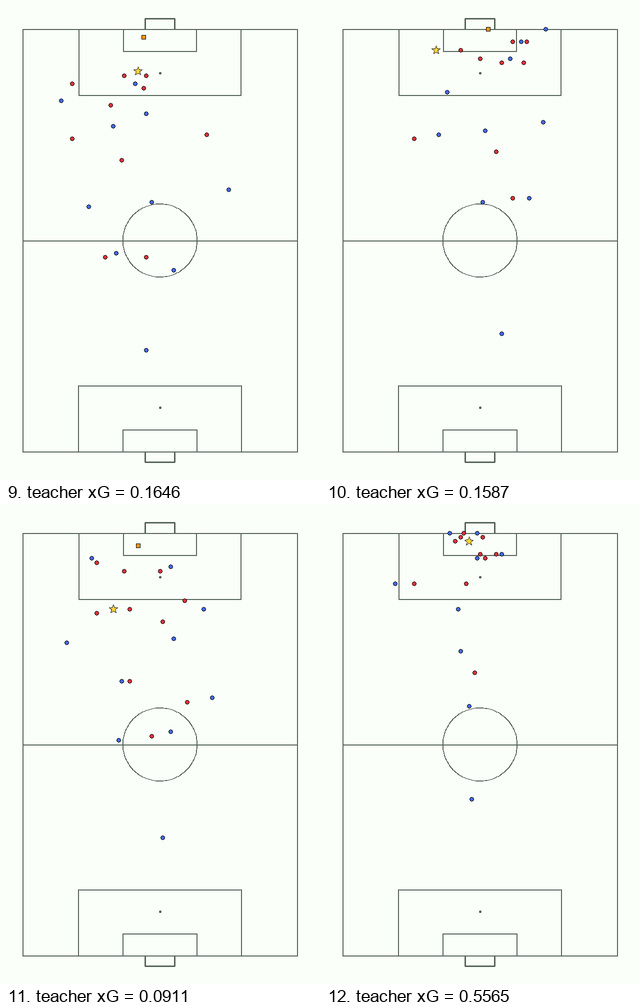 9. teacher xG = 0.1646
10. teacher xG = 0.1587
11. teacher xG = 0.0911
12. teacher xG = 0.5565